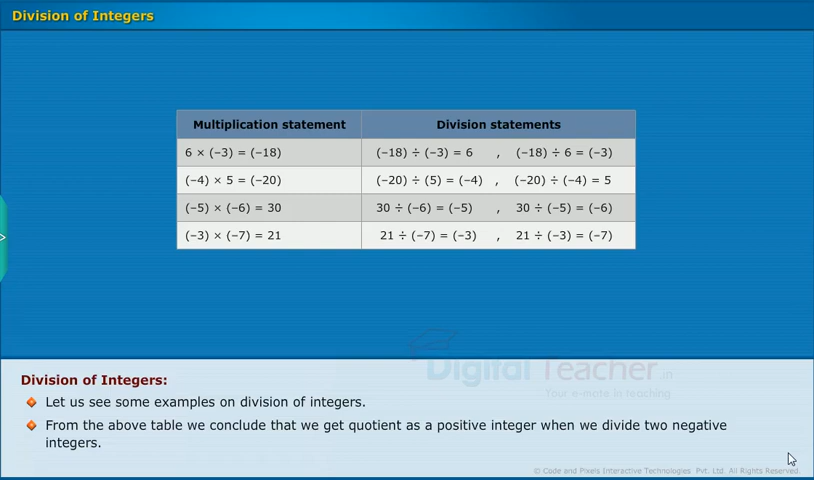 Division of Integers
Multiplication statement Division statements
6 × (−3) = (−18) (−18) ÷ (−3) = 6 , (−18) ÷ 6 = (−3)
(−4) × 5 = (−20) (−20) ÷ (5) = (−4) , (−20) ÷ (−4) = 5
(−5) × (−6) = 30 30 ÷ (−6) = (−5) , 30 ÷ (−5) = (−6)
(−3) × (−7) = 21 21 ÷ (−7) = (−3) , 21 ÷ (−3) = (−7)
Digital Teacher.in
Your e-mate in teaching
Division of Integers:
Let us see some examples on division of integers.
From the above table we conclude that we get quotient as a positive integer when we divide two negative
integers.
© Code and Pixels Interactive Technologies Pvt. Ltd. All Rights Reserved.